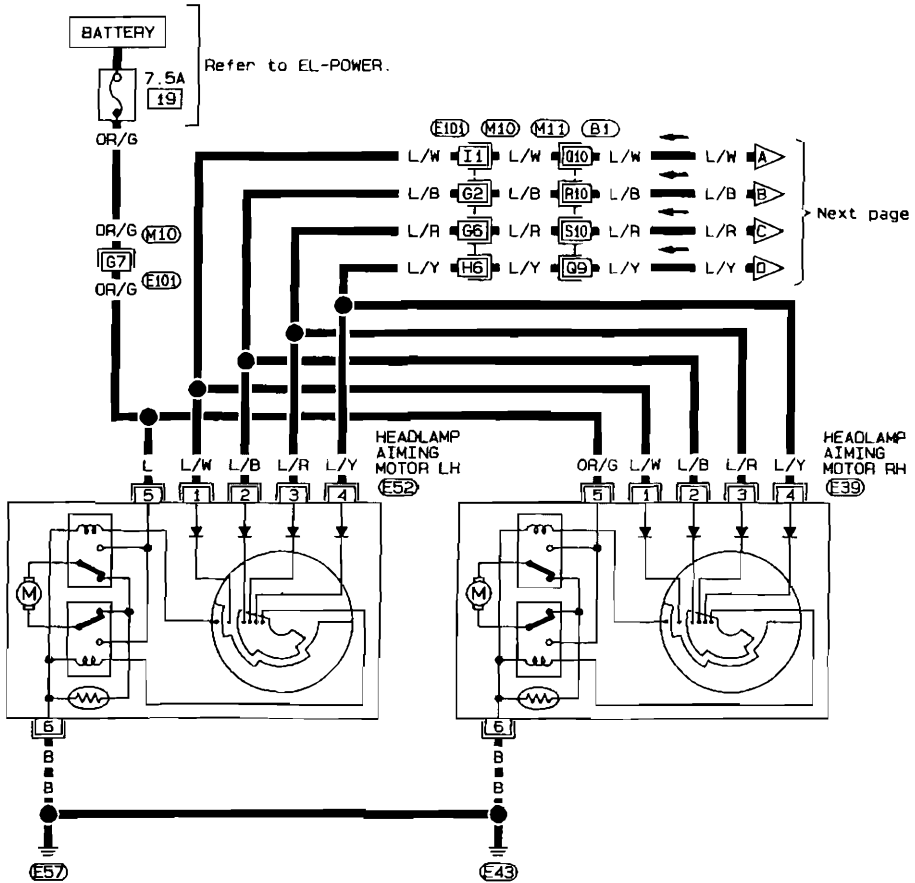 BATTERY
Refer to EL-POWER.
7.5A
19
OR/G
E101 M10 M11 B1
L/W I1 L/W Q10 L/W L/W A
L/B G2 L/B R10 L/B L/B B
L/R G6 L/R S10 L/R L/R C
L/Y H6 L/Y Q9 L/Y L/Y D
Next page
OR/G M10
G7
OR/G E101
HEADLAMP
AIMING
MOTOR LH
E52
L L/W L/B L/R L/Y
5 1 2 3 4
HEADLAMP
AIMING
MOTOR RH
E39
OR/G L/W L/B L/R L/Y
5 1 2 3 4
M M
6 6
B B
B B
E57 E43